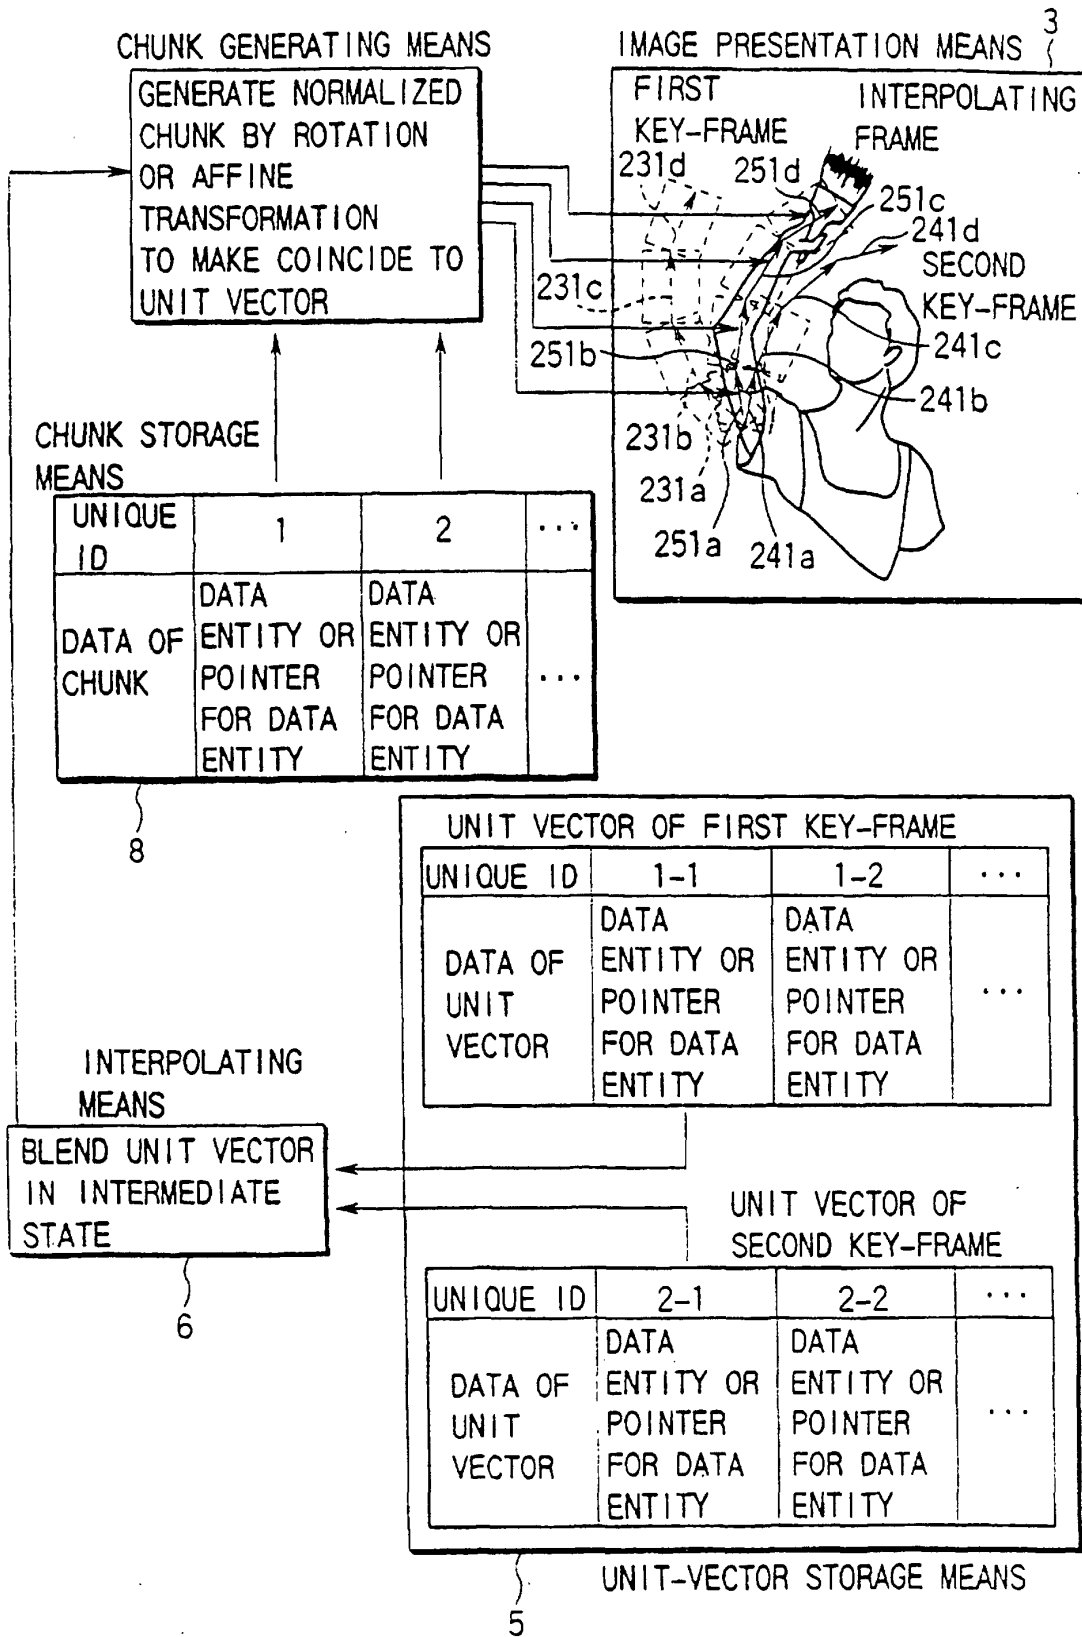 CHUNK GENERATING MEANS
GENERATE NORMALIZED
CHUNK BY ROTATION
OR AFFINE
TRANSFORMATION
TO MAKE COINCIDE TO
UNIT VECTOR
IMAGE PRESENTATION MEANS
3
FIRST
KEY-FRAME
INTERPOLATING
FRAME
231d
251d
251c
241d
SECOND
KEY-FRAME
231c
251b
241c
241b
231b
231a
251a
241a
CHUNK STORAGE
MEANS
UNIQUE
ID
1
2
...
DATA OF
CHUNK
DATA
ENTITY OR
POINTER
FOR DATA
ENTITY
DATA
ENTITY OR
POINTER
FOR DATA
ENTITY
...
8
UNIT VECTOR OF FIRST KEY-FRAME
UNIQUE ID
1-1
1-2
...
DATA OF
UNIT
VECTOR
DATA
ENTITY OR
POINTER
FOR DATA
ENTITY
DATA
ENTITY OR
POINTER
FOR DATA
ENTITY
...
INTERPOLATING
MEANS
BLEND UNIT VECTOR
IN INTERMEDIATE
STATE
6
UNIT VECTOR OF
SECOND KEY-FRAME
UNIQUE ID
2-1
2-2
...
DATA OF
UNIT
VECTOR
DATA
ENTITY OR
POINTER
FOR DATA
ENTITY
DATA
ENTITY OR
POINTER
FOR DATA
ENTITY
...
5
UNIT-VECTOR STORAGE MEANS